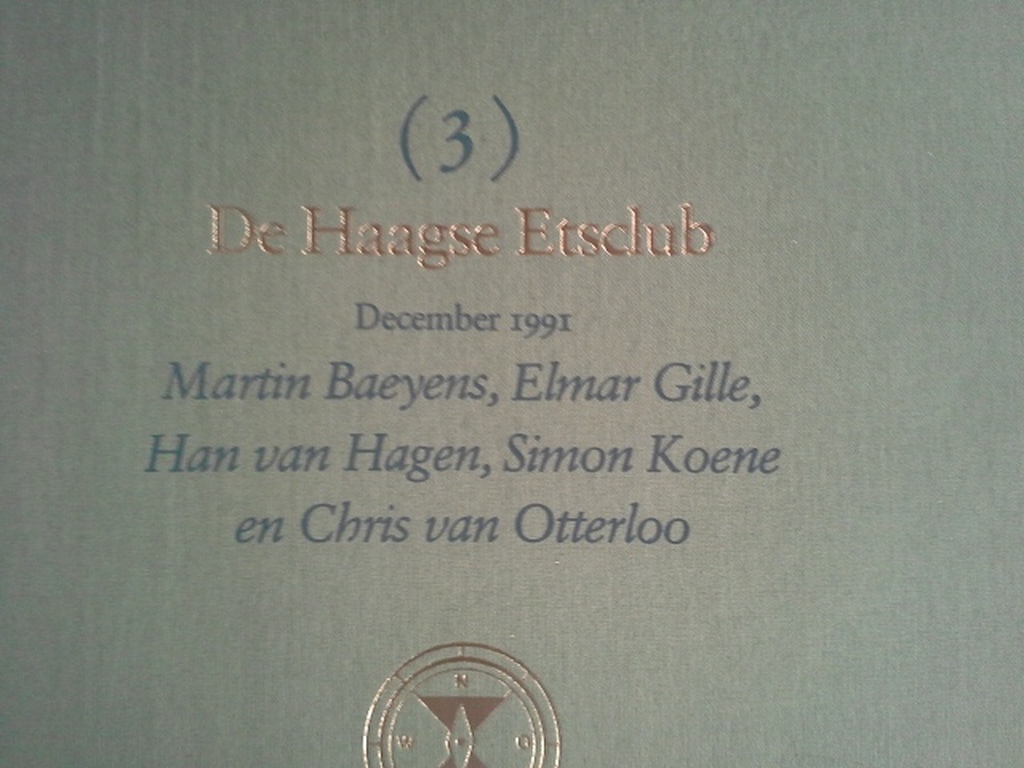 (3)
De Haagse Etsclub
December 1991
Martin Baeyens, Elmar Gille,
Han van Hagen, Simon Koene
en Chris van Otterloo
N
W O